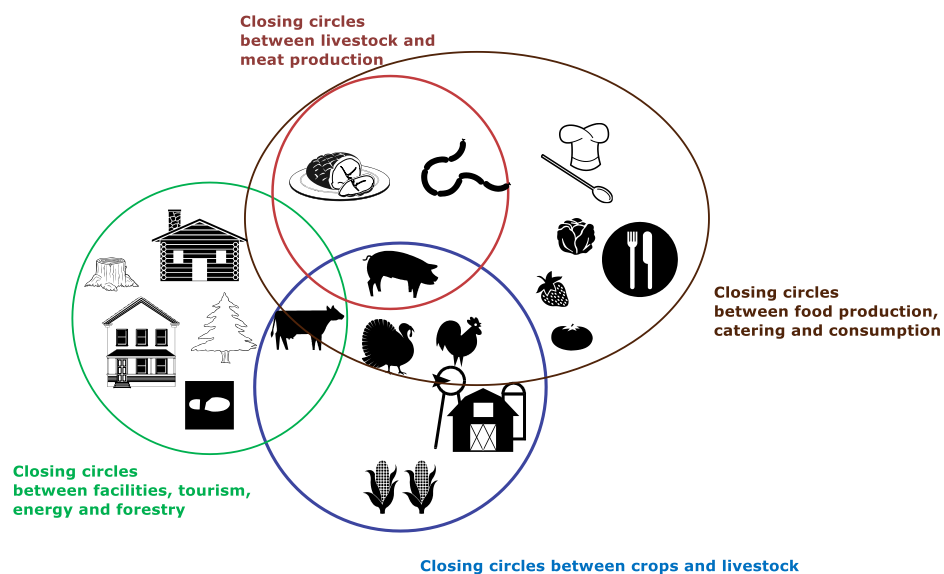 Closing circles
between livestock and
meat production
Closing circles
between food production,
catering and consumption
Closing circles
between facilities, tourism,
energy and forestry
Closing circles between crops and livestock